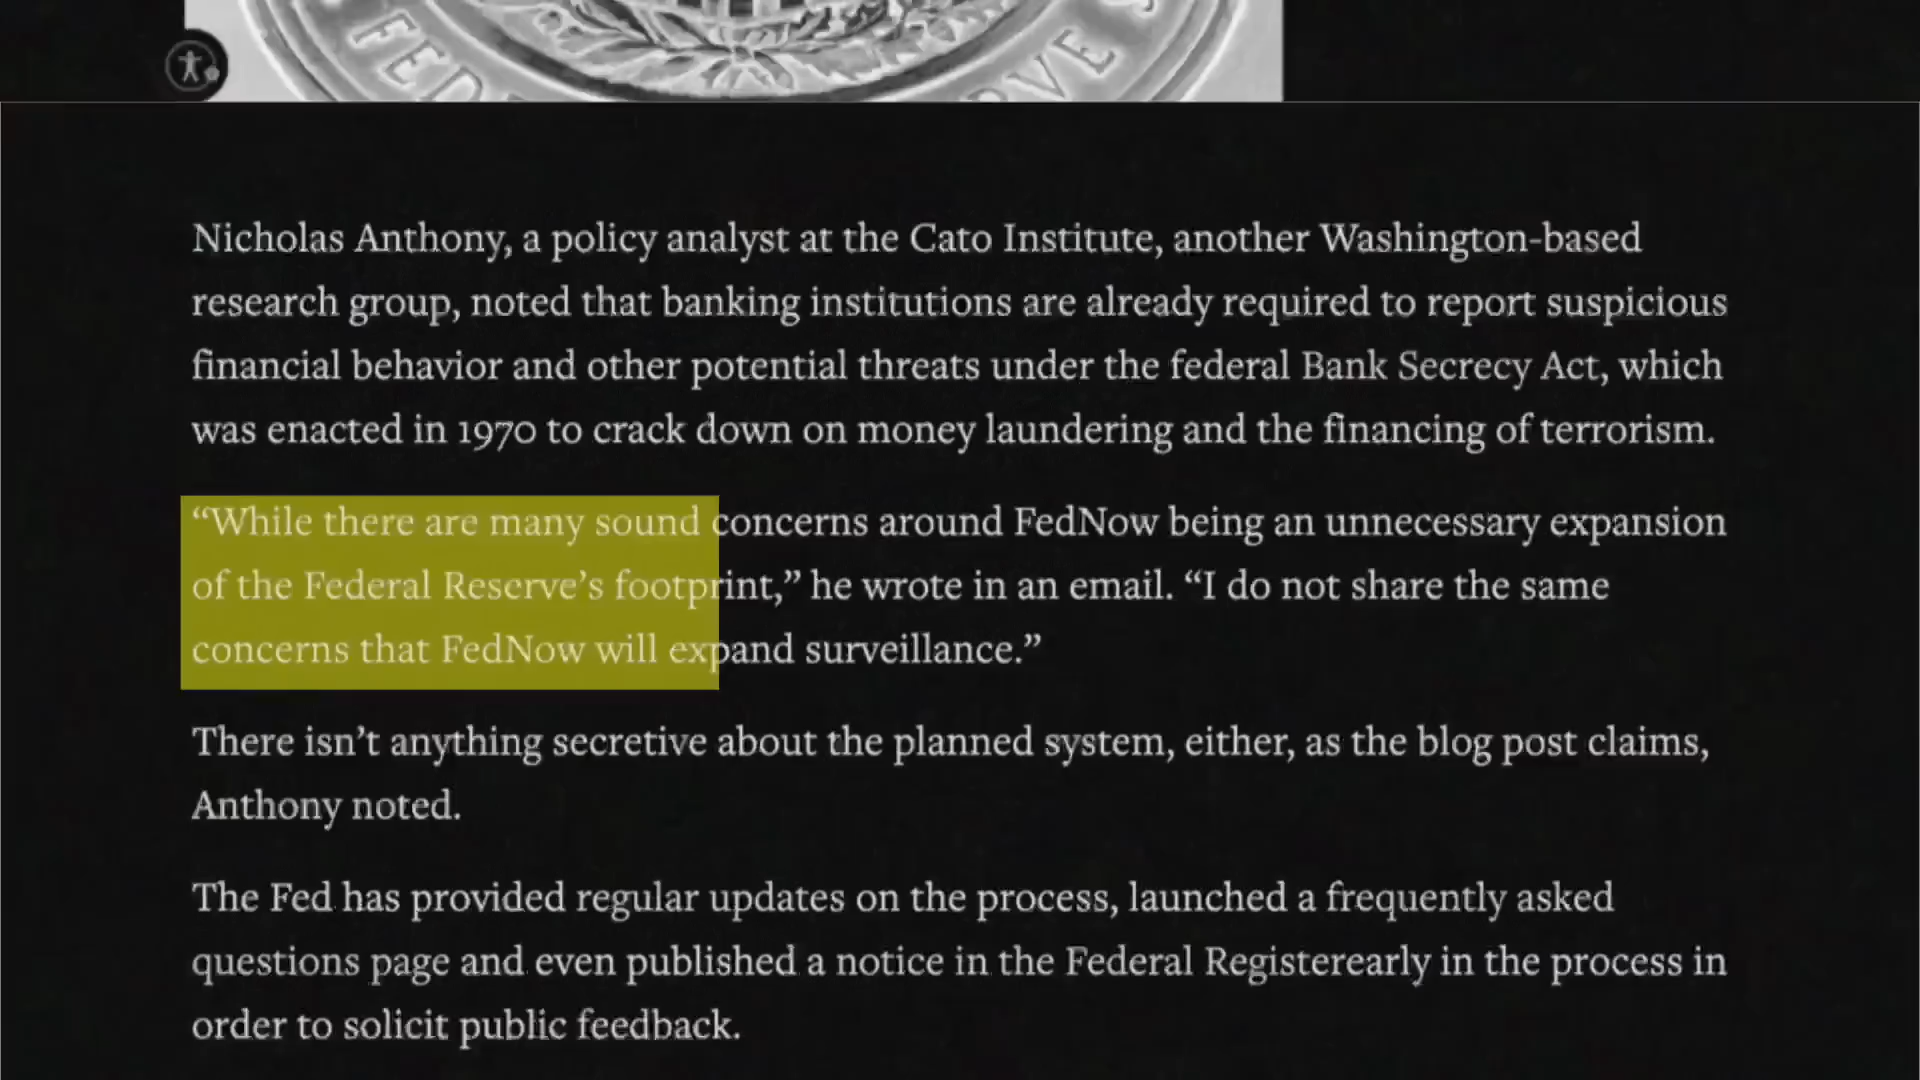 FED RVE S
Nicholas Anthony, a policy analyst at the Cato Institute, another Washington-based
research group, noted that banking institutions are already required to report suspicious
financial behavior and other potential threats under the federal Bank Secrecy Act, which
was enacted in 1970 to crack down on money laundering and the financing of terrorism.
“While there are many sound concerns around FedNow being an unnecessary expansion
of the Federal Reserve’s footprint,” he wrote in an email. “I do not share the same
concerns that FedNow will expand surveillance.”
There isn’t anything secretive about the planned system, either, as the blog post claims,
Anthony noted.
The Fed has provided regular updates on the process, launched a frequently asked
questions page and even published a notice in the Federal Registerearly in the process in
order to solicit public feedback.